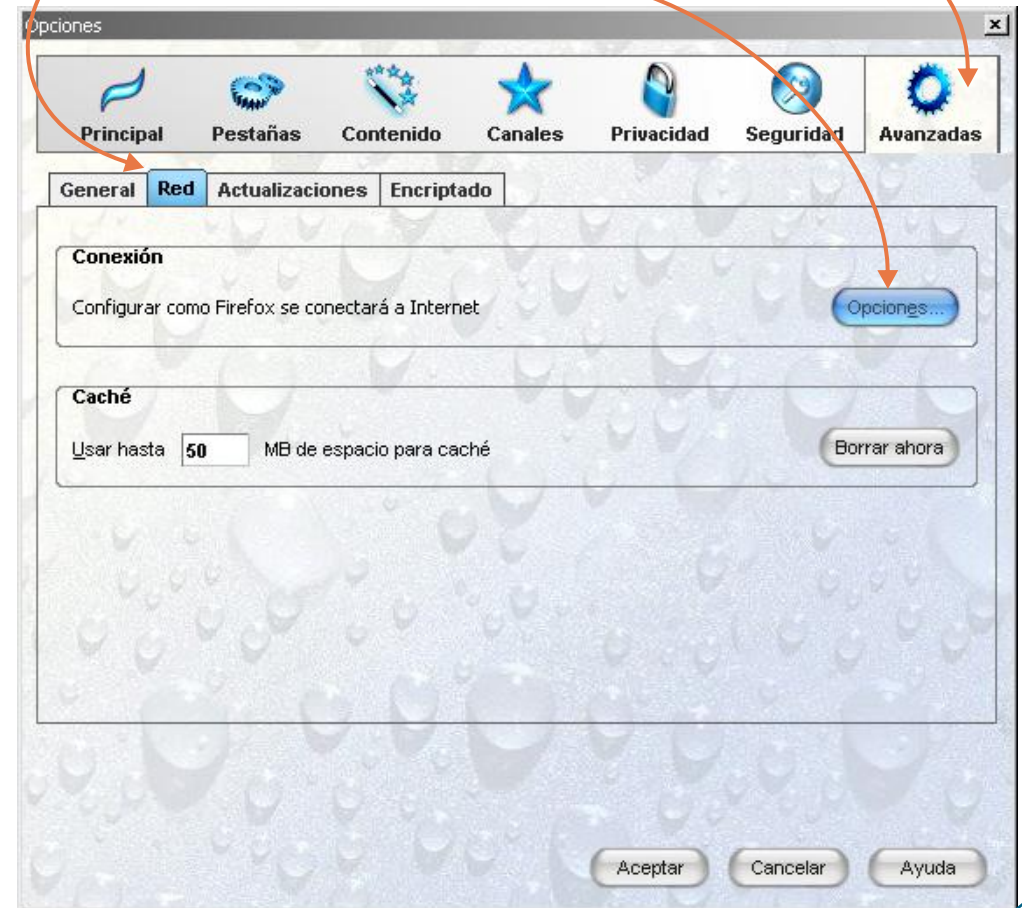 Opciones
Principal Pestañas Contenido Canales Privacidad Seguridad Avanzadas
General Red Actualizaciones Encriptado
Conexión
Configurar como Firefox se conectará a Internet Opciones...
Caché
Usar hasta 50 MB de espacio para caché Borrar ahora
Aceptar Cancelar Ayuda